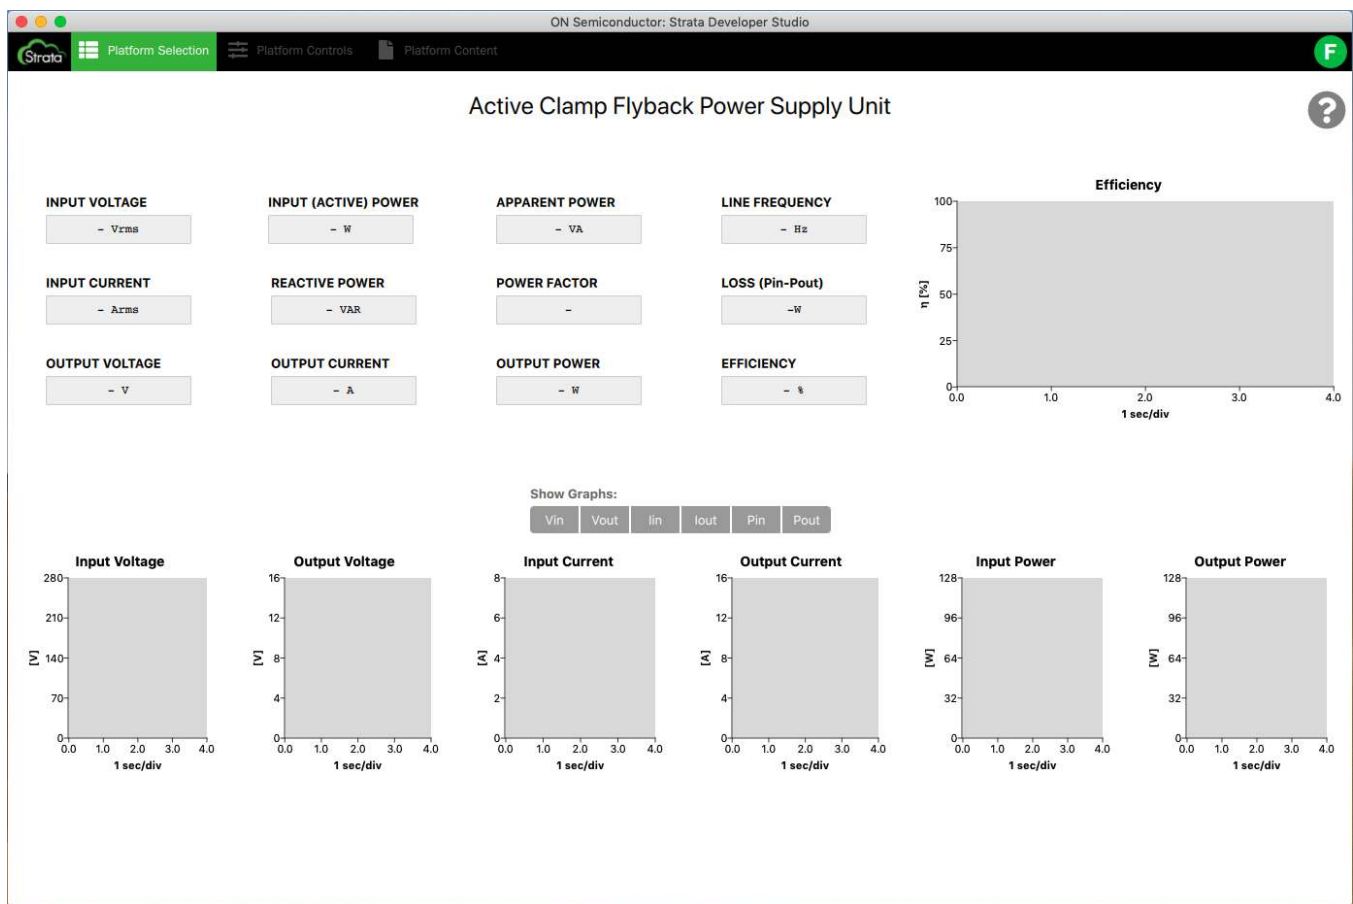 ON Semiconductor: Strata Developer Studio
Strata Platform Selection Platform Controls Platform Content F
Active Clamp Flyback Power Supply Unit ?
INPUT VOLTAGE INPUT (ACTIVE) POWER APPARENT POWER LINE FREQUENCY
- Vrms - W - VA - Hz
INPUT CURRENT REACTIVE POWER POWER FACTOR LOSS (Pin-Pout)
- Arms - VAR - -W
OUTPUT VOLTAGE OUTPUT CURRENT OUTPUT POWER EFFICIENCY
- V - A - W - %
Efficiency
100
75
50
25
0
η [%]
0.0 1.0 2.0 3.0 4.0
1 sec/div
Show Graphs:
Vin Vout Iin Iout Pin Pout
Input Voltage
280
210
140
70
0
[V]
0.0 1.0 2.0 3.0 4.0
1 sec/div
Output Voltage
16
12
8
4
0
[V]
0.0 1.0 2.0 3.0 4.0
1 sec/div
Input Current
8
6
4
2
0
[A]
0.0 1.0 2.0 3.0 4.0
1 sec/div
Output Current
16
12
8
4
0
[A]
0.0 1.0 2.0 3.0 4.0
1 sec/div
Input Power
128
96
64
32
0
[W]
0.0 1.0 2.0 3.0 4.0
1 sec/div
Output Power
128
96
64
32
0
[W]
0.0 1.0 2.0 3.0 4.0
1 sec/div